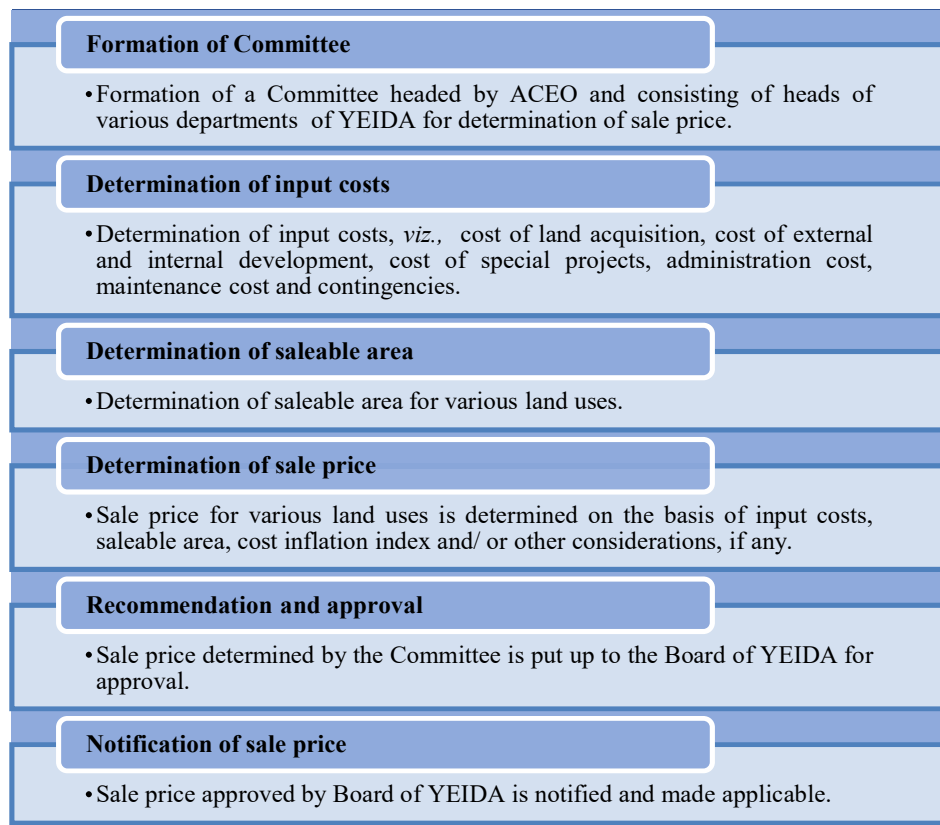 Formation of Committee
•Formation of a Committee headed by ACEO and consisting of heads of
various departments of YEIDA for determination of sale price.
Determination of input costs
•Determination of input costs, viz., cost of land acquisition, cost of external
and internal development, cost of special projects, administration cost,
maintenance cost and contingencies.
Determination of saleable area
•Determination of saleable area for various land uses.
Determination of sale price
•Sale price for various land uses is determined on the basis of input costs,
saleable area, cost inflation index and/ or other considerations, if any.
Recommendation and approval
•Sale price determined by the Committee is put up to the Board of YEIDA for
approval.
Notification of sale price
•Sale price approved by Board of YEIDA is notified and made applicable.